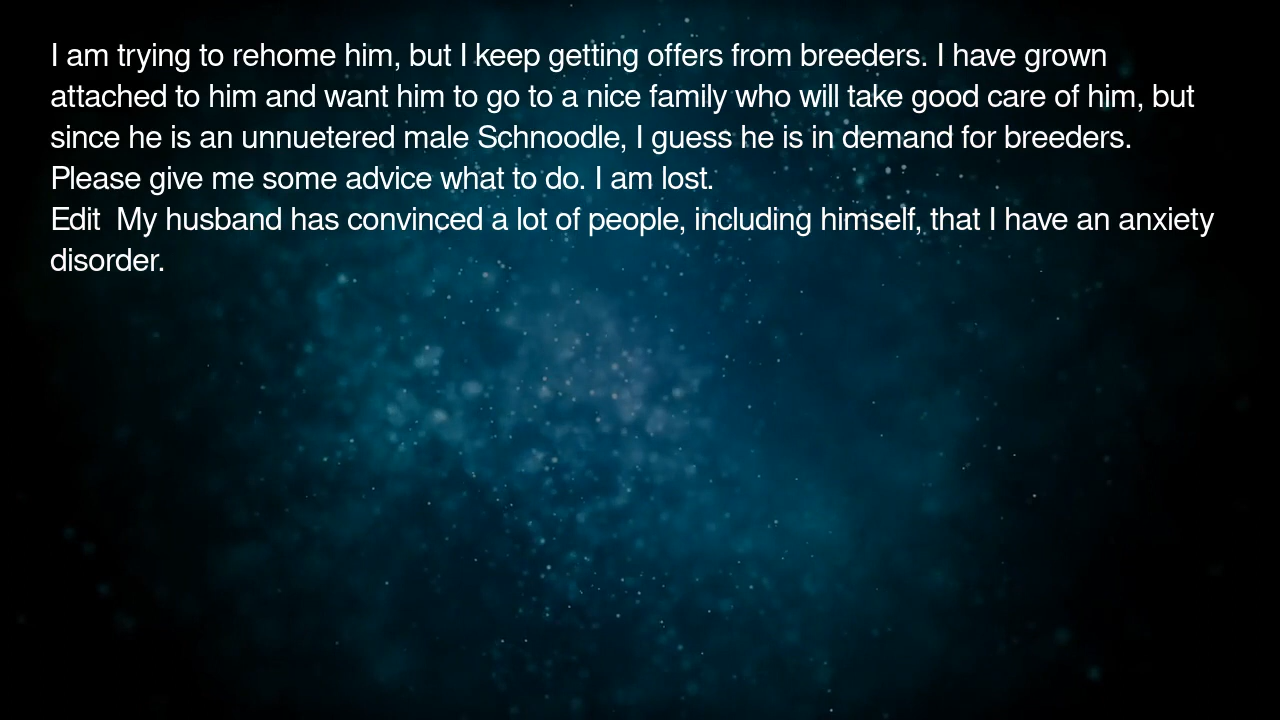 I am trying to rehome him, but I keep getting offers from breeders. I have grown
attached to him and want him to go to a nice family who will take good care of him, but
since he is an unnuetered male Schnoodle, I guess he is in demand for breeders.
Please give me some advice what to do. I am lost.
Edit  My husband has convinced a lot of people, including himself, that I have an anxiety
disorder.